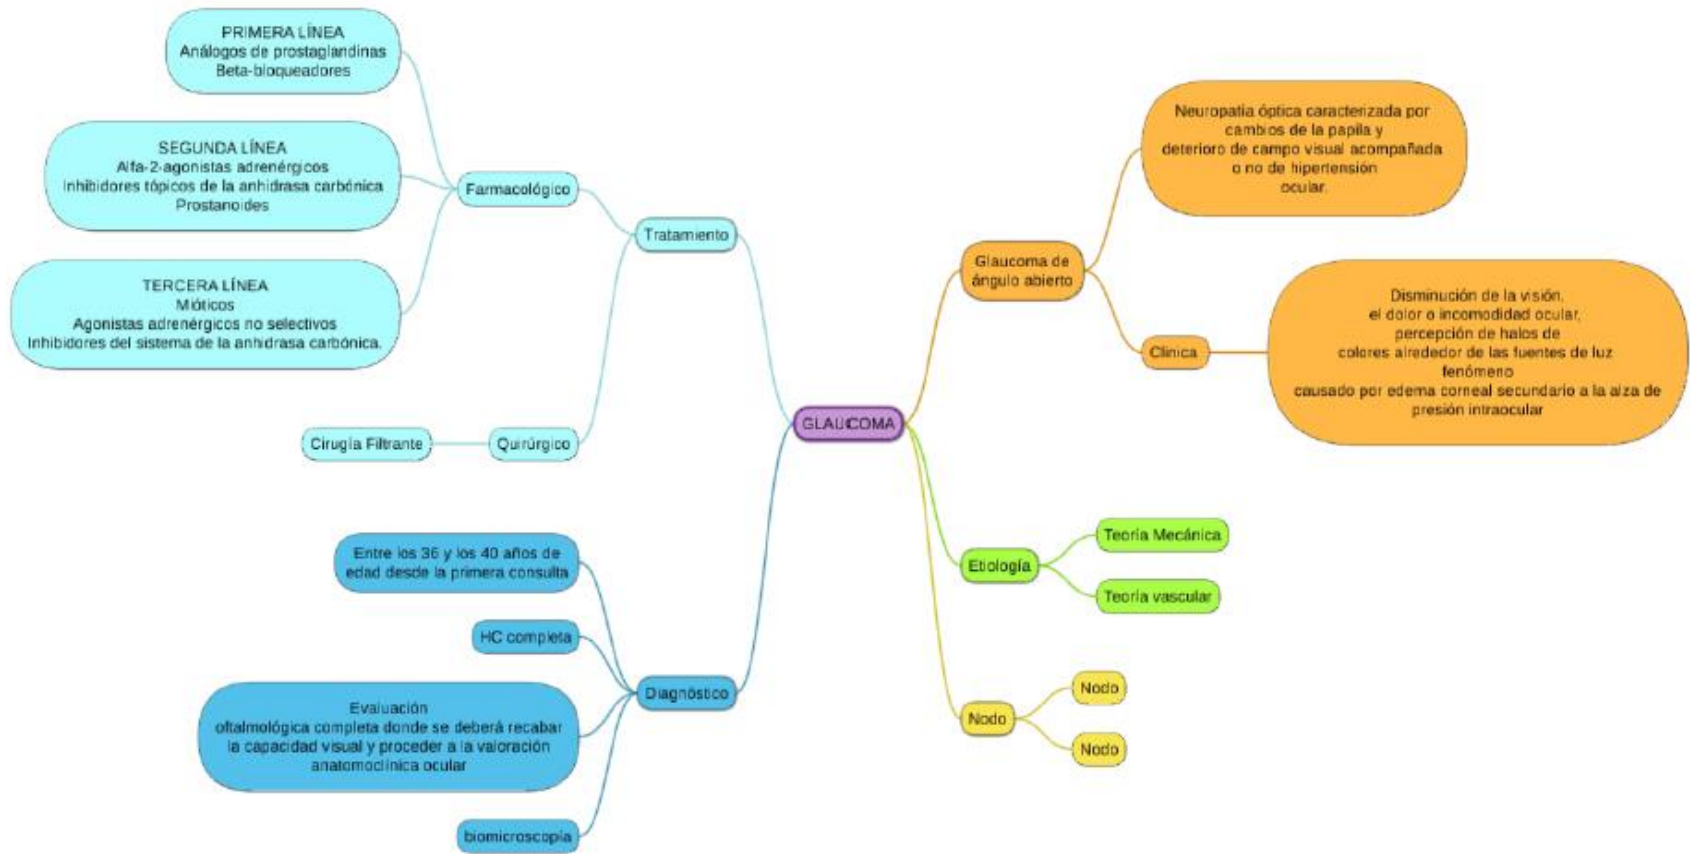 PRIMERA LÍNEA
Análogos de prostaglandinas
Beta-bloqueadores
SEGUNDA LÍNEA
Alfa-2-agonistas adrenérgicos
Inhibidores tópicos de la anhidrasa carbónica
Prostanoides
TERCERA LÍNEA
Mióticos
Agonistas adrenérgicos no selectivos
Inhibidores del sistema de la anhidrasa carbónica.
Farmacológico
Tratamiento
Cirugía Filtrante
Quirúrgico
Entre los 36 y los 40 años de
edad desde la primera consulta
HC completa
Evaluación
oftalmológica completa donde se deberá recabar
la capacidad visual y proceder a la valoración
anatomoclínica ocular
biomicroscopía
Diagnóstico
GLAUCOMA
Glaucoma de
ángulo abierto
Neuropatía óptica caracterizada por
cambios de la papila y
deterioro de campo visual acompañada
o no de hipertensión
ocular.
Clínica
Disminución de la visión,
el dolor o incomodidad ocular,
percepción de halos de
colores alrededor de las fuentes de luz
fenómeno
causado por edema corneal secundario a la alza de
presión intraocular
Etiología
Teoría Mecánica
Teoría vascular
Nodo
Nodo
Nodo